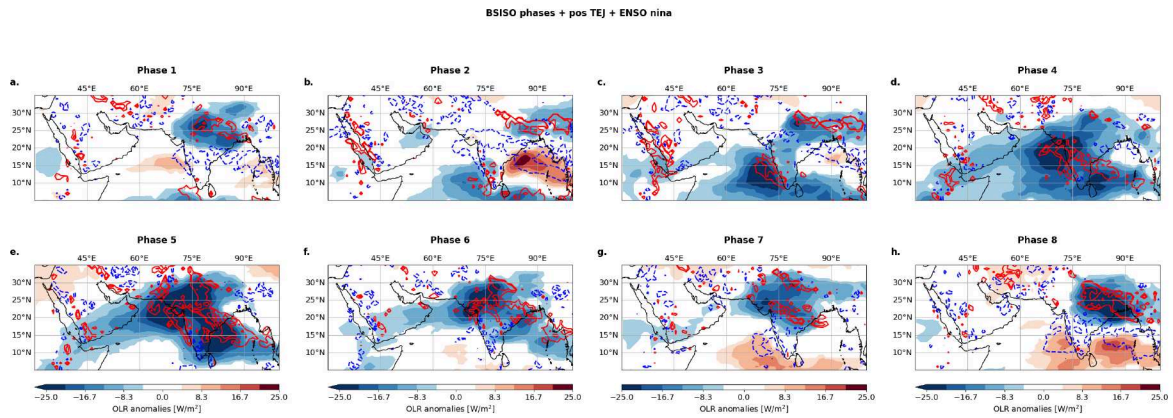 BSISO phases + pos TEJ + ENSO nina
a. Phase 1
45°E 60°E 75°E 90°E
30°N
25°N
20°N
15°N
10°N
b. Phase 2
45°E 60°E 75°E 90°E
30°N
25°N
20°N
15°N
10°N
c. Phase 3
45°E 60°E 75°E 90°E
30°N
25°N
20°N
15°N
10°N
d. Phase 4
45°E 60°E 75°E 90°E
30°N
25°N
20°N
15°N
10°N
e. Phase 5
45°E 60°E 75°E 90°E
30°N
25°N
20°N
15°N
10°N
−25.0 −16.7 −8.3 0.0 8.3 16.7 25.0
OLR anomalies [W/m²]
f. Phase 6
45°E 60°E 75°E 90°E
30°N
25°N
20°N
15°N
10°N
−25.0 −16.7 −8.3 0.0 8.3 16.7 25.0
OLR anomalies [W/m²]
g. Phase 7
45°E 60°E 75°E 90°E
30°N
25°N
20°N
15°N
10°N
−25.0 −16.7 −8.3 0.0 8.3 16.7 25.0
OLR anomalies [W/m²]
h. Phase 8
45°E 60°E 75°E 90°E
30°N
25°N
20°N
15°N
10°N
−25.0 −16.7 −8.3 0.0 8.3 16.7 25.0
OLR anomalies [W/m²]